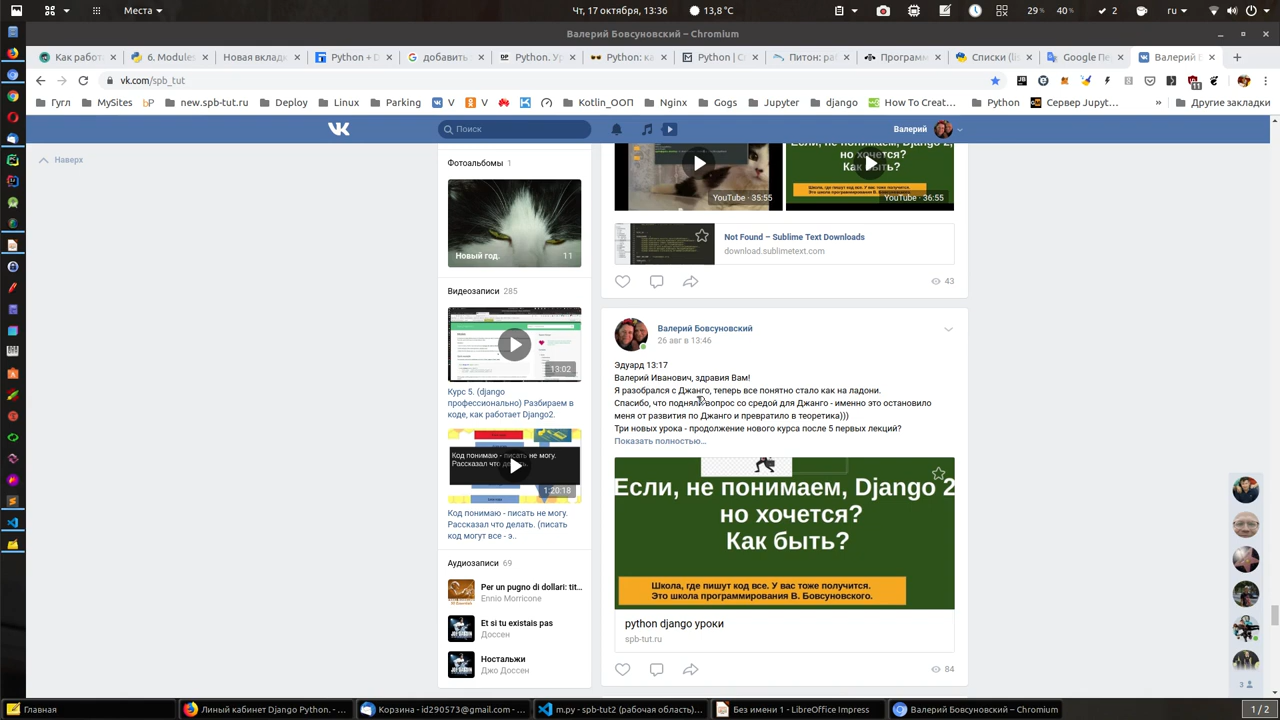 Места
Чт, 17 октября, 13:36
13,8°C
29%
40%
2
ru
Валерий Бовсуновский – Chromium
Как работ
6. Module
Новая вклад
Python + D
добавить
Python. Ур
Python: ка
Python | С
Питон: ра
Программ
Списки (li
Google Пе
Валерий Б
vk.com/spb_tut
11
Гугл
MySites
new.spb-tut.ru
Deploy
Linux
Parking
V
V
Kotlin_ООП
Nginx
Gogs
Jupyter
django
How To Creat…
Python
Сервер Jupyt…
»
Другие закладки
Поиск
Валерий
Наверх
Фотоальбомы 1
Новый год.
11
Видеозаписи 285
13:02
Курс 5. (django
профессионально) Разбираем в
коде, как работает Django2.
Код понимаю - писать не могу.
Рассказал что делать.
1:20:18
Код понимаю - писать не могу.
Рассказал что делать. (писать
код могут все - э..
Аудиозаписи 69
Per un pugno di dollari: tit…
Ennio Morricone
Et si tu existais pas
Доссен
Ностальжи
Джо Доссен
YouTube · 35:55
Если, не понимаем, Django 2,
но хочется?
Как быть?
YouTube · 36:55
Not Found – Sublime Text Downloads
download.sublimetext.com
43
Валерий Бовсуновский
26 авг в 13:46
Эдуард 13:17
Валерий Иванович, здравия Вам!
Я разобрался с Джанго, теперь все понятно стало как на ладони.
Спасибо, что подняли вопрос со средой для Джанго - именно это остановило
меня от развития по Джанго и превратило в теоретика)))
Три новых урока - продолжение нового курса после 5 первых лекций?
Показать полностью…
Если, не понимаем, Django 2
но хочется?
Как быть?
Школа, где пишут код все. У вас тоже получится.
Это школа программирования В. Бовсуновского.
python django уроки
spb-tut.ru
84
3
Главная
Линый кабинет Django Python. - …
Корзина - id290573@gmail.com - …
m.py - spb-tut2 (рабочая область)…
Без имени 1 - LibreOffice Impress
Валерий Бовсуновский – Chromium
1 / 2